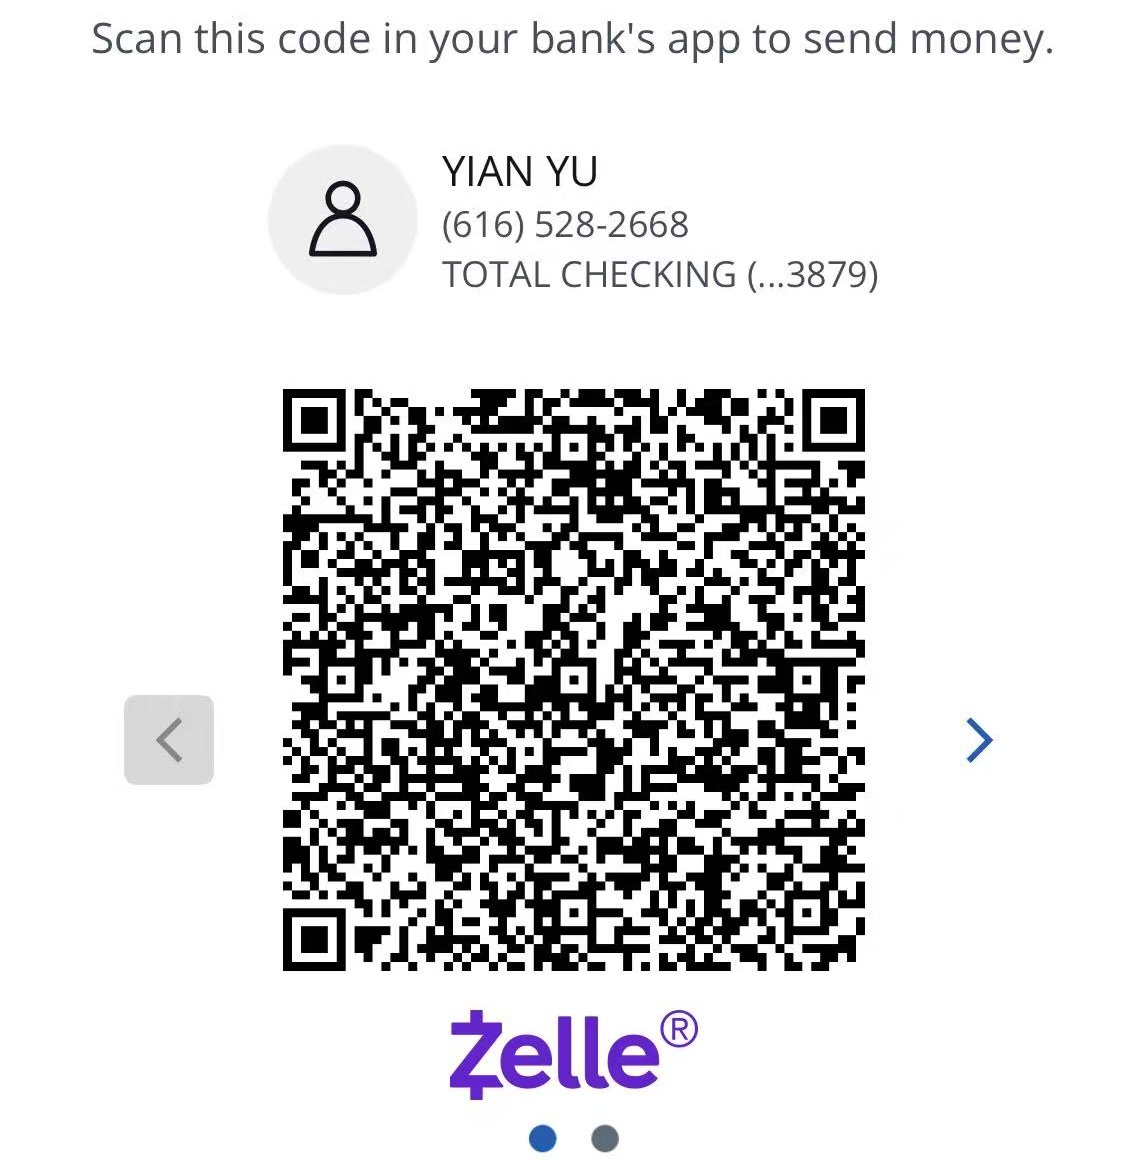 Scan this code in your bank's app to send money.
YIAN YU
(616) 528-2668
TOTAL CHECKING (...3879)
Zelle®